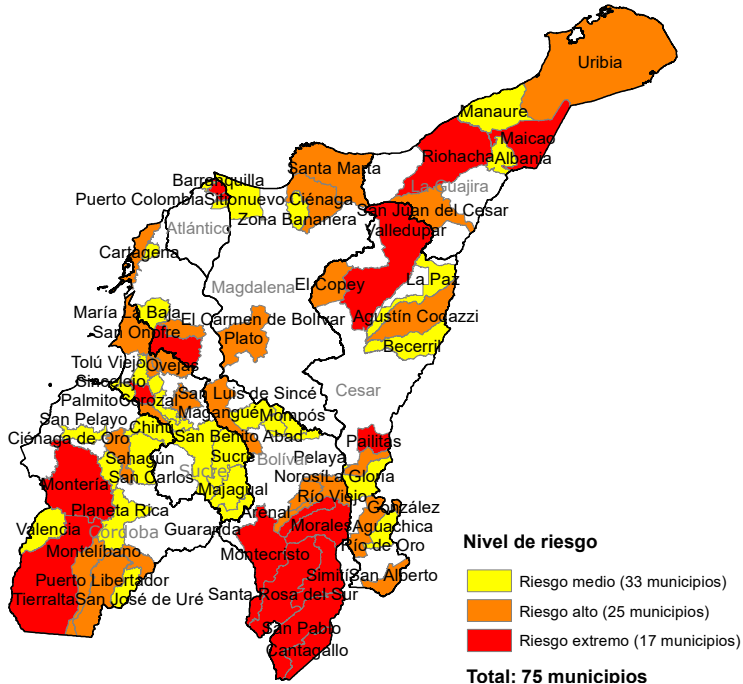 Uribia
Manaure
Maicao
Riohacha
Albania
Santa Marta
La Guajira
Barranquilla
Puerto Colombia
Sitionuevo
Ciénaga
San Juan del Cesar
Zona Bananera
Valledupar
Atlántico
Cartagena
La Paz
Magdalena
El Copey
María La Baja
El Carmen de Bolívar
Agustín Codazzi
San Onofre
Plato
Becerril
Tolú Viejo
Ovejas
Sincelejo
Cesar
Palmito
Corozal
San Luis de Sincé
San Pelayo
Magangué
Mompós
Chinú
Ciénaga de Oro
San Benito Abad
Pailitas
Sahagún
Sucre
Bolívar
Pelaya
San Carlos
Sucre
Norosí
La Gloria
Montería
Majagual
Río Viejo
Planeta Rica
Arenal
González
Valencia
Córdoba
Guaranda
Morales
Aguachica
Montelíbano
Montecristo
Río de Oro
Puerto Libertador
Simití
San Alberto
Tierralta
San José de Uré
Santa Rosa del Sur
San Pablo
Cantagallo
Nivel de riesgo
Riesgo medio (33 municipios)
Riesgo alto (25 municipios)
Riesgo extremo (17 municipios)
Total: 75 municipios